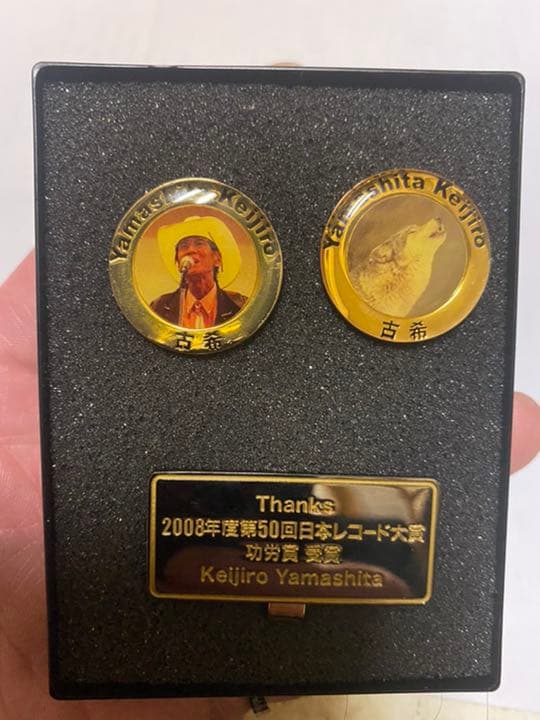 Yamashita Keijiro
古希
Yamashita Keijiro
古希
Thanks
2008年度第50回日本レコード大賞
功労賞 受賞
Keijiro Yamashita